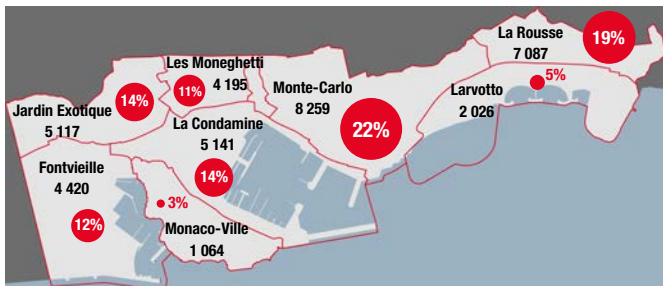 La Rousse
7 087
19%
Les Moneghetti
4 195
11%
Monte-Carlo
8 259
22%
Larvotto
2 026
5%
Jardin Exotique
5 117
14%
La Condamine
5 141
14%
Fontvieille
4 420
12%
3%
Monaco-Ville
1 064